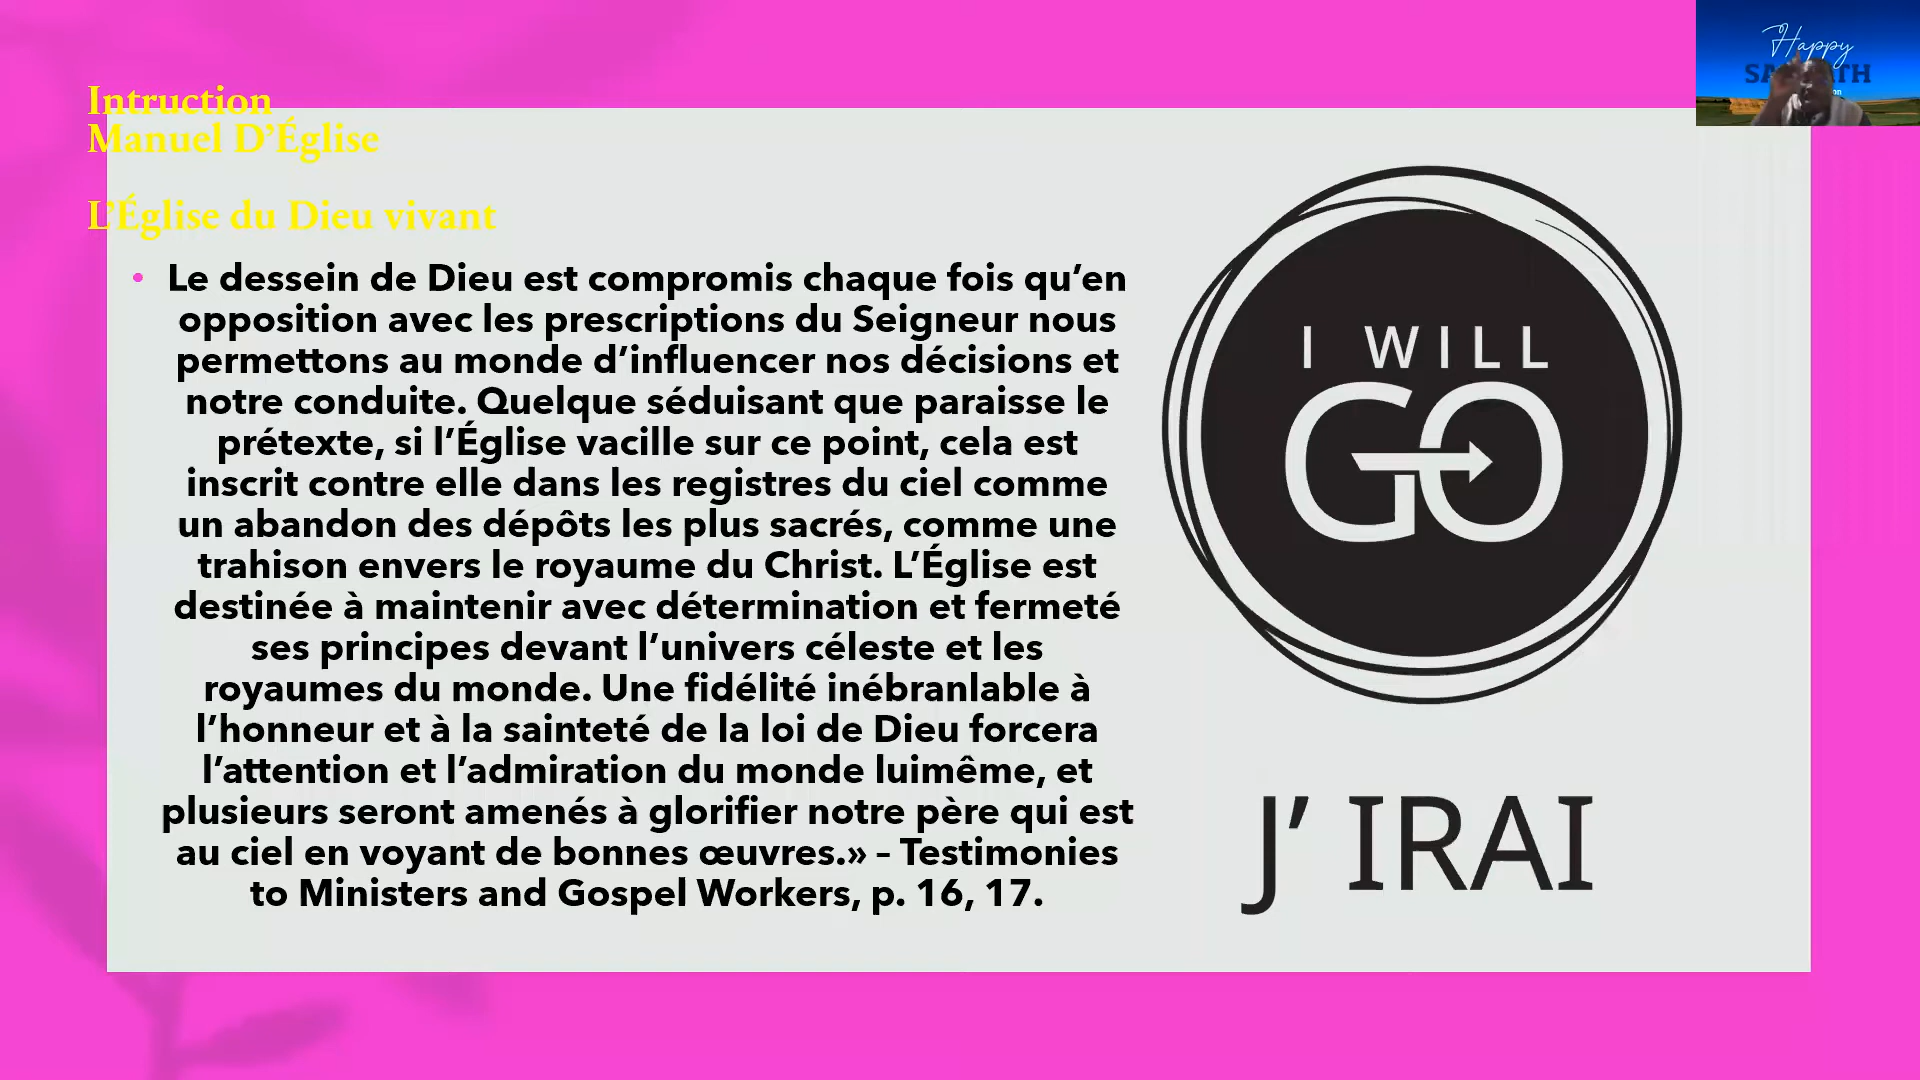 Intruction
Manuel D’Église
L’Église du Dieu vivant
• Le dessein de Dieu est compromis chaque fois qu’en
opposition avec les prescriptions du Seigneur nous
permettons au monde d’influencer nos décisions et
notre conduite. Quelque séduisant que paraisse le
prétexte, si l’Église vacille sur ce point, cela est
inscrit contre elle dans les registres du ciel comme
un abandon des dépôts les plus sacrés, comme une
trahison envers le royaume du Christ. L’Église est
destinée à maintenir avec détermination et fermeté
ses principes devant l’univers céleste et les
royaumes du monde. Une fidélité inébranlable à
l’honneur et à la sainteté de la loi de Dieu forcera
l’attention et l’admiration du monde luimême, et
plusieurs seront amenés à glorifier notre père qui est
au ciel en voyant de bonnes œuvres.» – Testimonies
to Ministers and Gospel Workers, p. 16, 17.
I WILL
GO
J’ IRAI
Happy